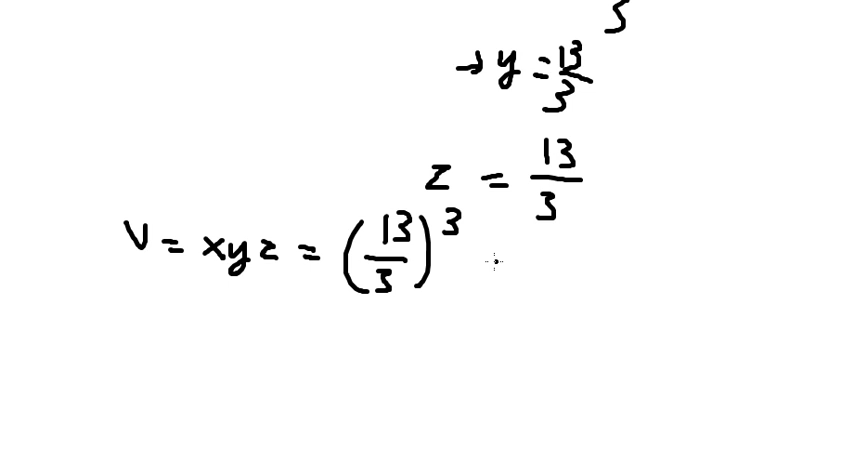 → y = 13/3
z = 13/3
V = xyz = (13/3)^3